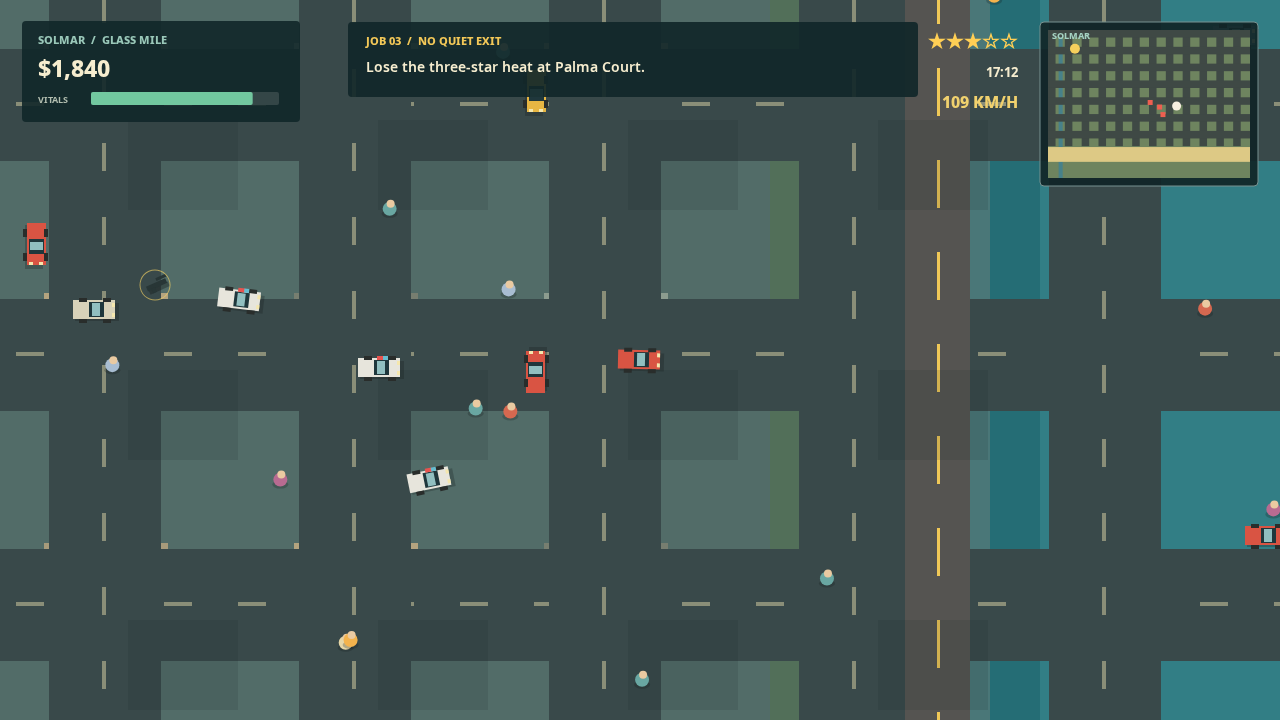 SOLMAR / GLASS MILE
$1,840
VITALS
JOB 03 / NO QUIET EXIT
Lose the three-star heat at Palma Court.
★★★☆☆
17:12
109 KM/H
SOLMAR